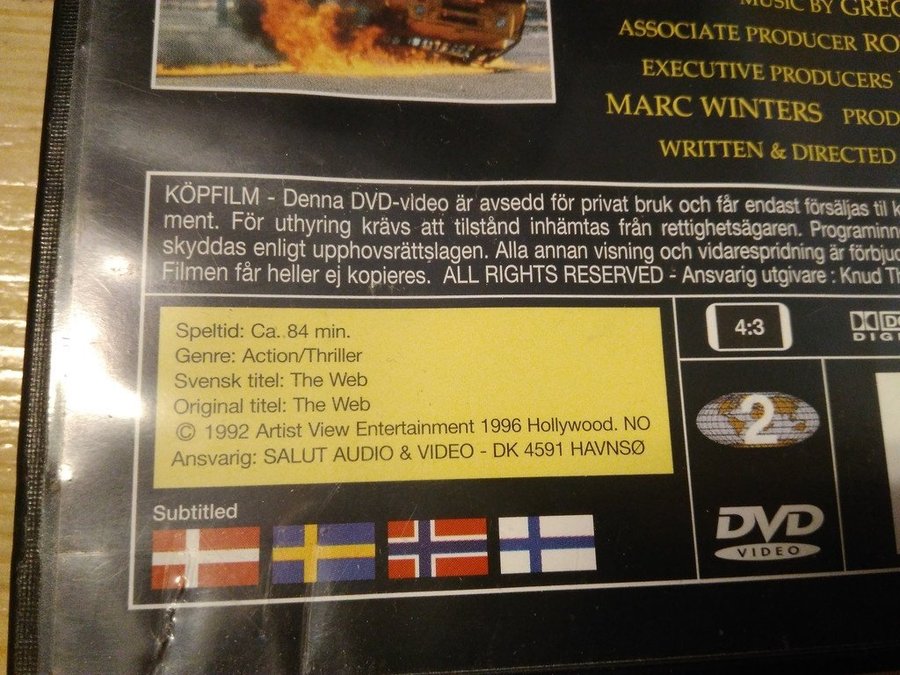 MUSIC BY GREG
ASSOCIATE PRODUCER RO
EXECUTIVE PRODUCERS
MARC WINTERS PROD
WRITTEN & DIRECTED
KÖPFILM - Denna DVD-video är avsedd för privat bruk och får endast försäljas til k
ment. För uthyring krävs att tilstånd inhämtas från rettighetsägaren. Programinne
skyddas enligt upphovsrättslagen. Alla annan visning och vidarespridning är förbjud
Filmen får heller ej kopieres. ALL RIGHTS RESERVED - Ansvarig utgivare : Knud Th
Speltid: Ca. 84 min.
Genre: Action/Thriller
Svensk titel: The Web
Original titel: The Web
© 1992 Artist View Entertainment 1996 Hollywood. NO
Ansvarig: SALUT AUDIO & VIDEO - DK 4591 HAVNSØ
4:3
DO
DIGI
2
Subtitled
DVD
VIDEO